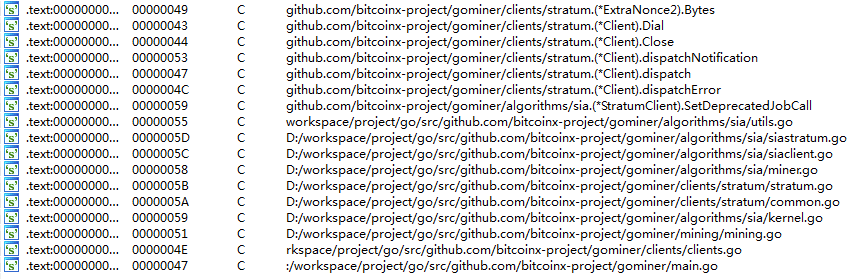 's' .text:00000000... 00000049 C github.com/bitcoinx-project/gominer/clients/stratum.(*ExtraNonce2).Bytes
's' .text:00000000... 00000043 C github.com/bitcoinx-project/gominer/clients/stratum.(*Client).Dial
's' .text:00000000... 00000044 C github.com/bitcoinx-project/gominer/clients/stratum.(*Client).Close
's' .text:00000000... 00000053 C github.com/bitcoinx-project/gominer/clients/stratum.(*Client).dispatchNotification
's' .text:00000000... 00000047 C github.com/bitcoinx-project/gominer/clients/stratum.(*Client).dispatch
's' .text:00000000... 0000004C C github.com/bitcoinx-project/gominer/clients/stratum.(*Client).dispatchError
's' .text:00000000... 00000059 C github.com/bitcoinx-project/gominer/algorithms/sia.(*StratumClient).SetDeprecatedJobCall
's' .text:00000000... 00000055 C workspace/project/go/src/github.com/bitcoinx-project/gominer/algorithms/sia/utils.go
's' .text:00000000... 0000005D C D:/workspace/project/go/src/github.com/bitcoinx-project/gominer/algorithms/sia/siastratum.go
's' .text:00000000... 0000005C C D:/workspace/project/go/src/github.com/bitcoinx-project/gominer/algorithms/sia/siaclient.go
's' .text:00000000... 00000058 C D:/workspace/project/go/src/github.com/bitcoinx-project/gominer/algorithms/sia/miner.go
's' .text:00000000... 0000005B C D:/workspace/project/go/src/github.com/bitcoinx-project/gominer/clients/stratum/stratum.go
's' .text:00000000... 0000005A C D:/workspace/project/go/src/github.com/bitcoinx-project/gominer/clients/stratum/common.go
's' .text:00000000... 00000059 C D:/workspace/project/go/src/github.com/bitcoinx-project/gominer/algorithms/sia/kernel.go
's' .text:00000000... 00000051 C D:/workspace/project/go/src/github.com/bitcoinx-project/gominer/mining/mining.go
's' .text:00000000... 0000004E C rkspace/project/go/src/github.com/bitcoinx-project/gominer/clients/clients.go
's' .text:00000000... 00000047 C :/workspace/project/go/src/github.com/bitcoinx-project/gominer/main.go